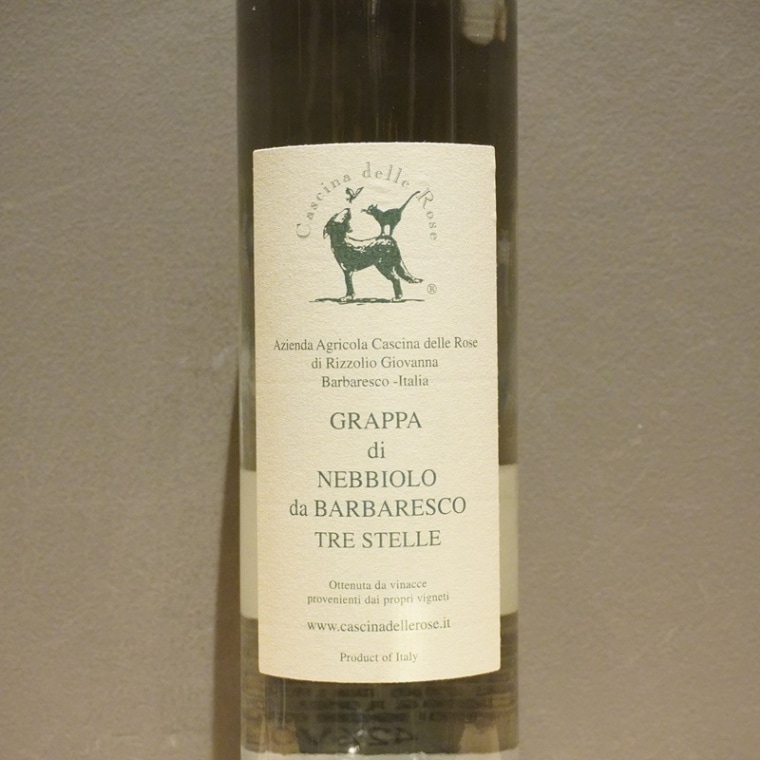 Cascina delle Rose
®
Azienda Agricola Cascina delle Rose
di Rizzolio Giovanna
Barbaresco -Italia
GRAPPA
di
NEBBIOLO
da BARBARESCO
TRE STELLE
Ottenuta da vinacce
provenienti dai propri vigneti
www.cascinadellerose.it
Product of Italy